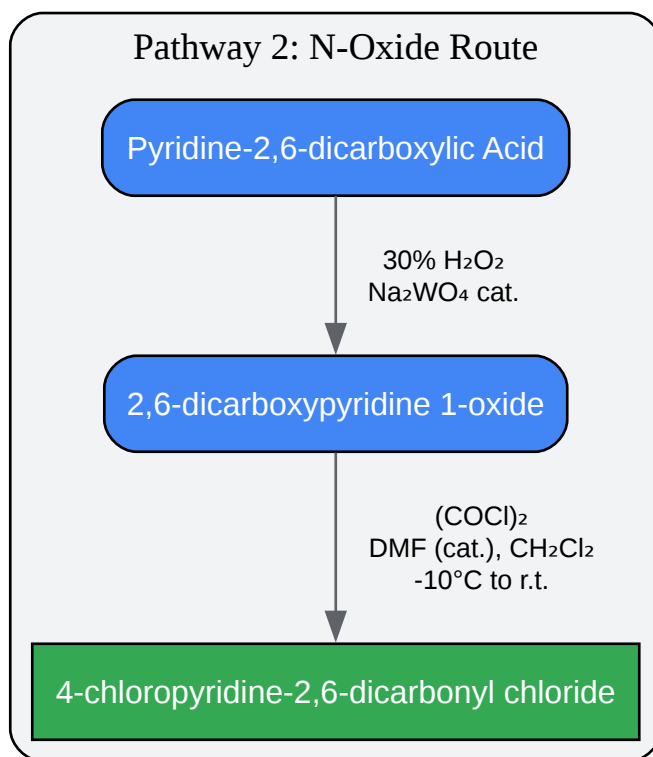 Pathway 2: N-Oxide Route
Pyridine-2,6-dicarboxylic Acid
30% H₂O₂
Na₂WO₄ cat.
2,6-dicarboxypyridine 1-oxide
(COCl)₂
DMF (cat.), CH₂Cl₂
-10°C to r.t.
4-chloropyridine-2,6-dicarbonyl chloride